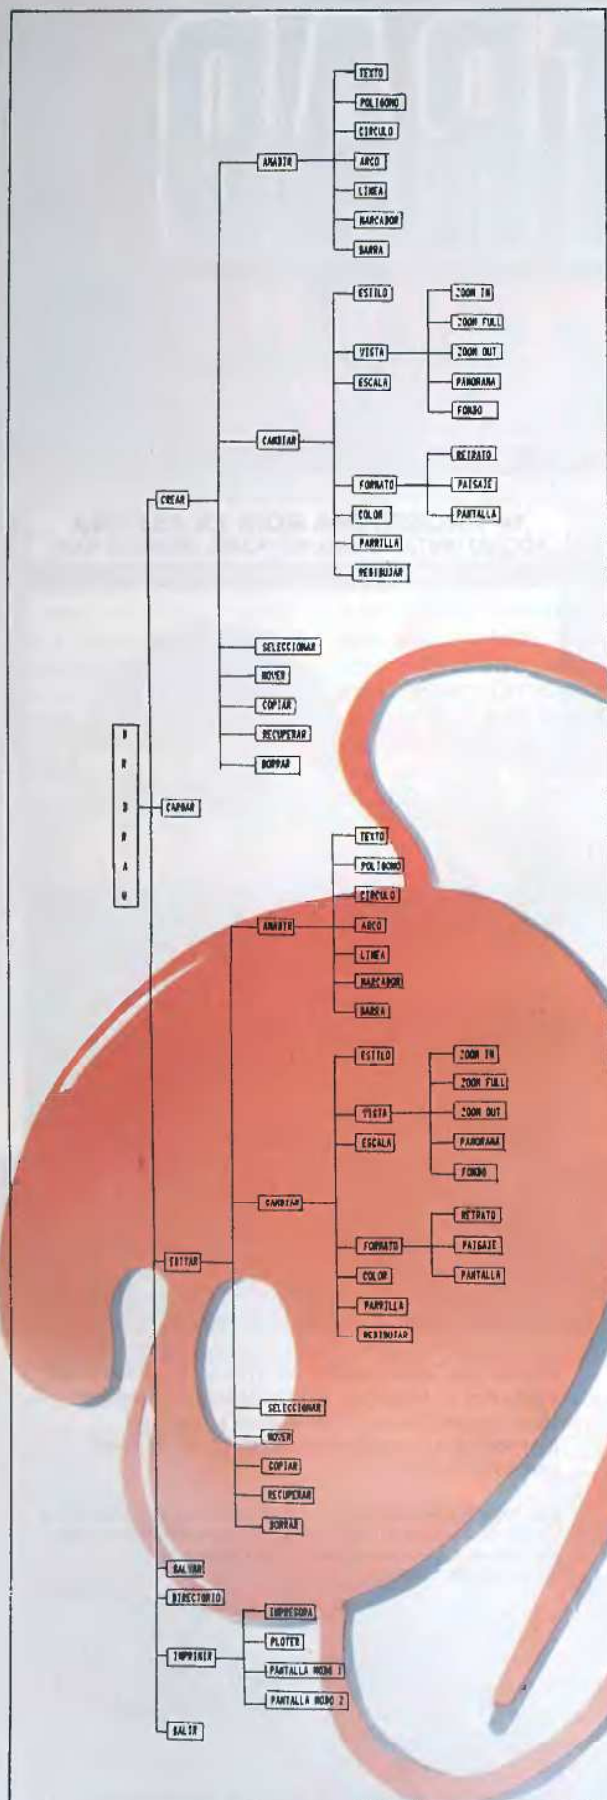 TEXTO
POLIGONO
CIRCULO
AÑADIR
ARCO
LINEA
MARCADOR
BARRA
ESTILO
ZOOM IN
ZOOM FULL
VISTA
ZOOM OUT
ESCALA
PANORAMA
FONDO
CAMBIAR
RETRATO
CREAR
FORMATO
PAISAJE
COLOR
PANTALLA
PARRILLA
REDIBUJAR
SELECCIONAR
MOVER
COPIAR
RECUPERAR
BORRAR
CARGAR
TEXTO
POLIGONO
CIRCULO
AÑADIR
ARCO
LINEA
MARCADOR
BARRA
ESTILO
ZOOM IN
ZOOM FULL
VISTA
ZOOM OUT
ESCALA
PANORAMA
FONDO
CAMBIAR
RETRATO
EDITAR
FORMATO
PAISAJE
COLOR
PANTALLA
PARRILLA
REDIBUJAR
SELECCIONAR
MOVER
COPIAR
RECUPERAR
BORRAR
SALVAR
DIRECTORIO
IMPRESORA
PLOTER
IMPRIMIR
PANTALLA MODO 1
PANTALLA MODO 2
SALIR